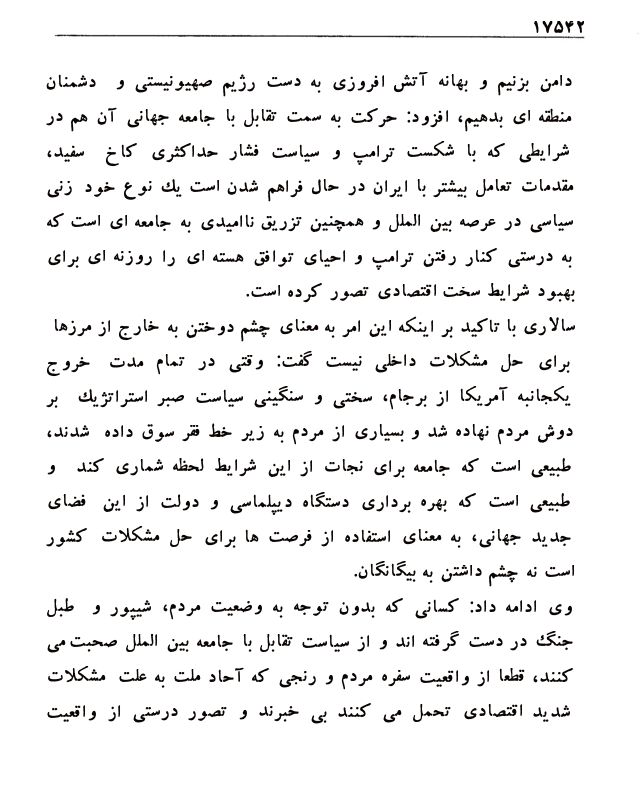 ۱۷۵۴۲
دامن بزنیم و بهانه آتش افروزی به دست رژیم صهیونیستی و دشمنان
منطقه ای بدهیم، افزود: حرکت به سمت تقابل با جامعه جهانی آن هم در
شرایطی که با شکست ترامپ و سیاست فشار حداکثری کاخ سفید،
مقدمات تعامل بیشتر با ایران در حال فراهم شدن است یك نوع خود زنی
سیاسی در عرصه بین الملل و همچنین تزریق ناامیدی به جامعه ای است که
به درستی کنار رفتن ترامپ و احیای توافق هسته ای را روزنه ای برای
بهبود شرایط سخت اقتصادی تصور کرده است.
سالاری با تاکید بر اینکه این امر به معنای چشم دوختن به خارج از مرزها
برای حل مشکلات داخلی نیست گفت: وقتی در تمام مدت خروج
یکجانبه آمریکا از برجام، سختی و سنگینی سیاست صبر استراتژیك بر
دوش مردم نهاده شد و بسیاری از مردم به زیر خط فقر سوق داده شدند،
طبیعی است که جامعه برای نجات از این شرایط لحظه شماری کند و
طبیعی است که بهره برداری دستگاه دیپلماسی و دولت از این فضای
جدید جهانی، به معنای استفاده از فرصت ها برای حل مشکلات کشور
است نه چشم داشتن به بیگانگان.
وی ادامه داد: کسانی که بدون توجه به وضعیت مردم، شیپور و طبل
جنگ در دست گرفته اند و از سیاست تقابل با جامعه بین الملل صحبت می
کنند، قطعا از واقعیت سفره مردم و رنجی که آحاد ملت به علت مشکلات
شدید اقتصادی تحمل می کنند بی خبرند و تصور درستی از واقعیت